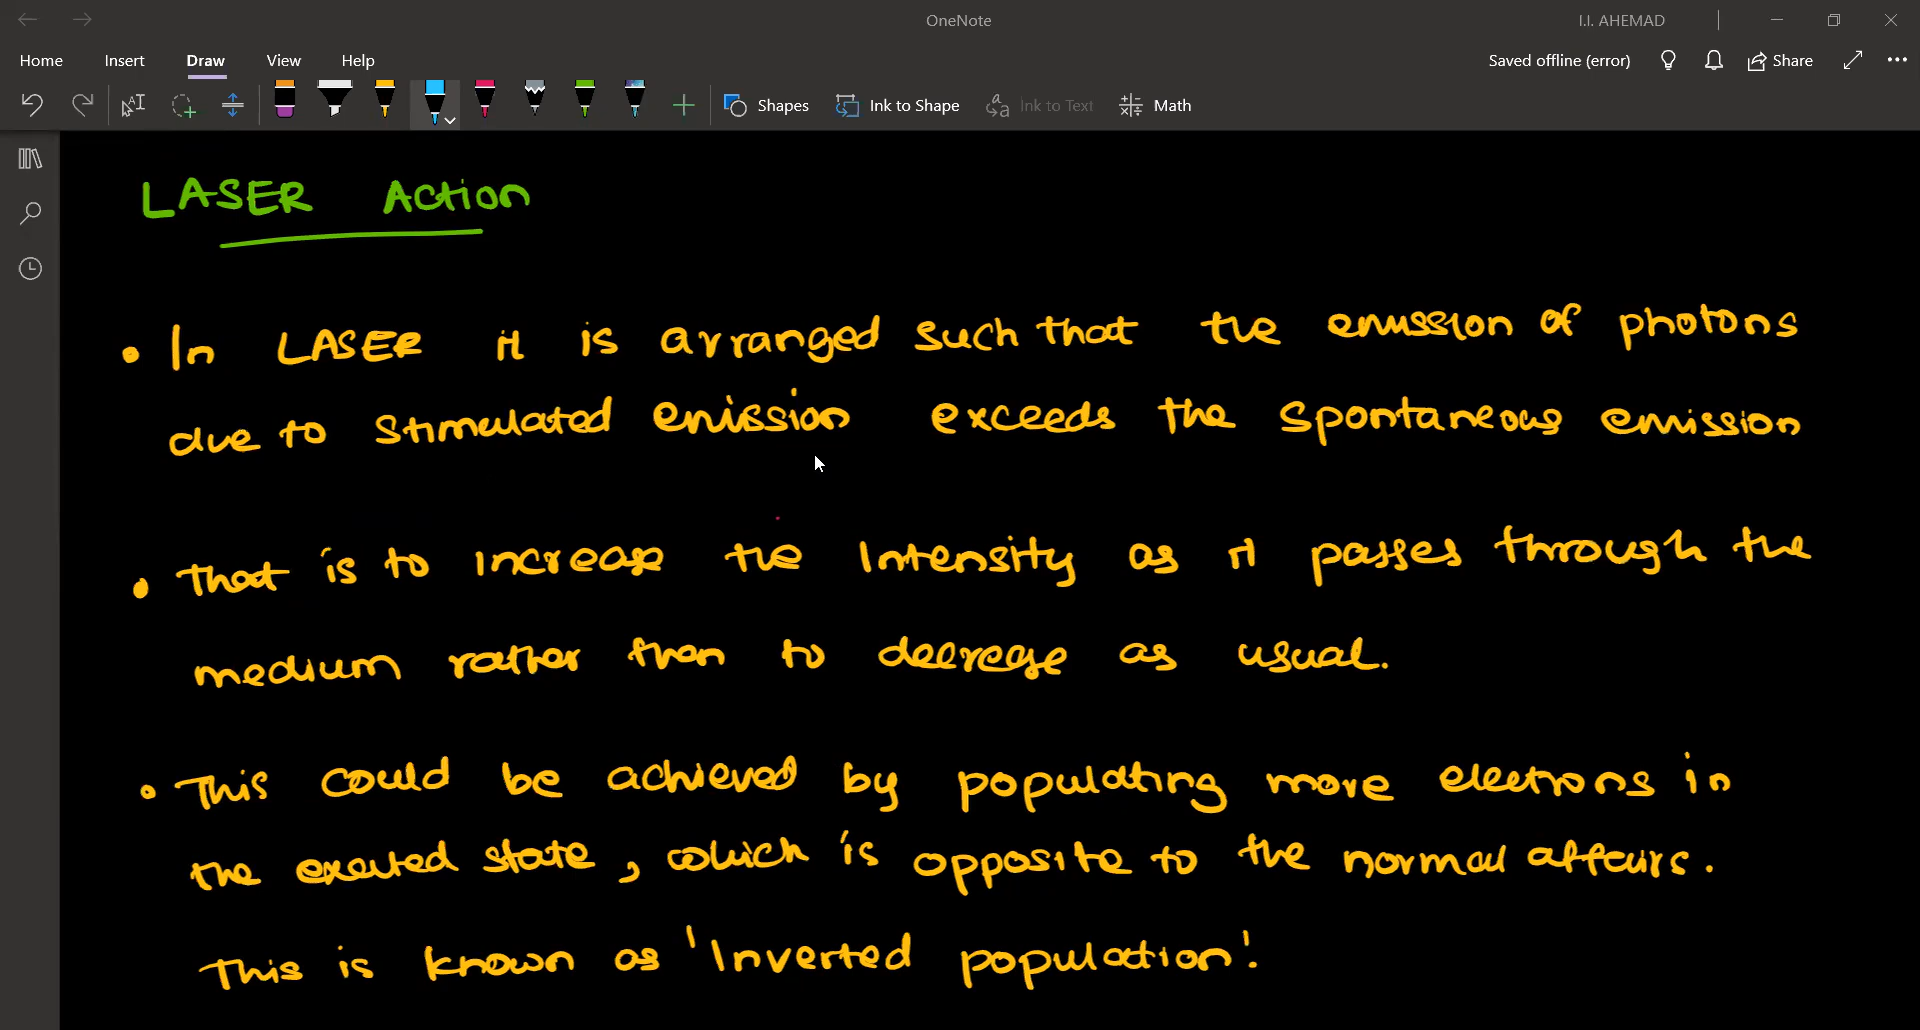 OneNote
I.I. AHEMAD
Home Insert Draw View Help
Saved offline (error) Share
Shapes Ink to Shape Ink to Text Math
LASER Action
• In LASER it is arranged such that the emission of photons
due to stimulated emission exceeds the spontaneous emission
• That is to increase the Intensity as it passes through the
medium rather than to decrease as usual.
• This could be achieved by populating more electrons in
the excited state, which is opposite to the normal affairs.
This is known as 'Inverted population'.